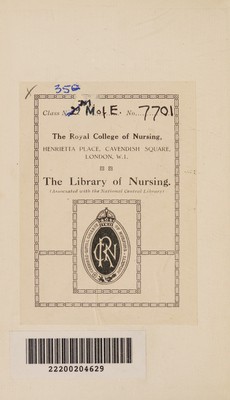 352
Class No. M of E. No. 7701
The Royal College of Nursing,
HENRIETTA PLACE, CAVENDISH SQUARE,
LONDON, W.1.
The Library of Nursing.
(Associated with the National Central Library)
22200204629